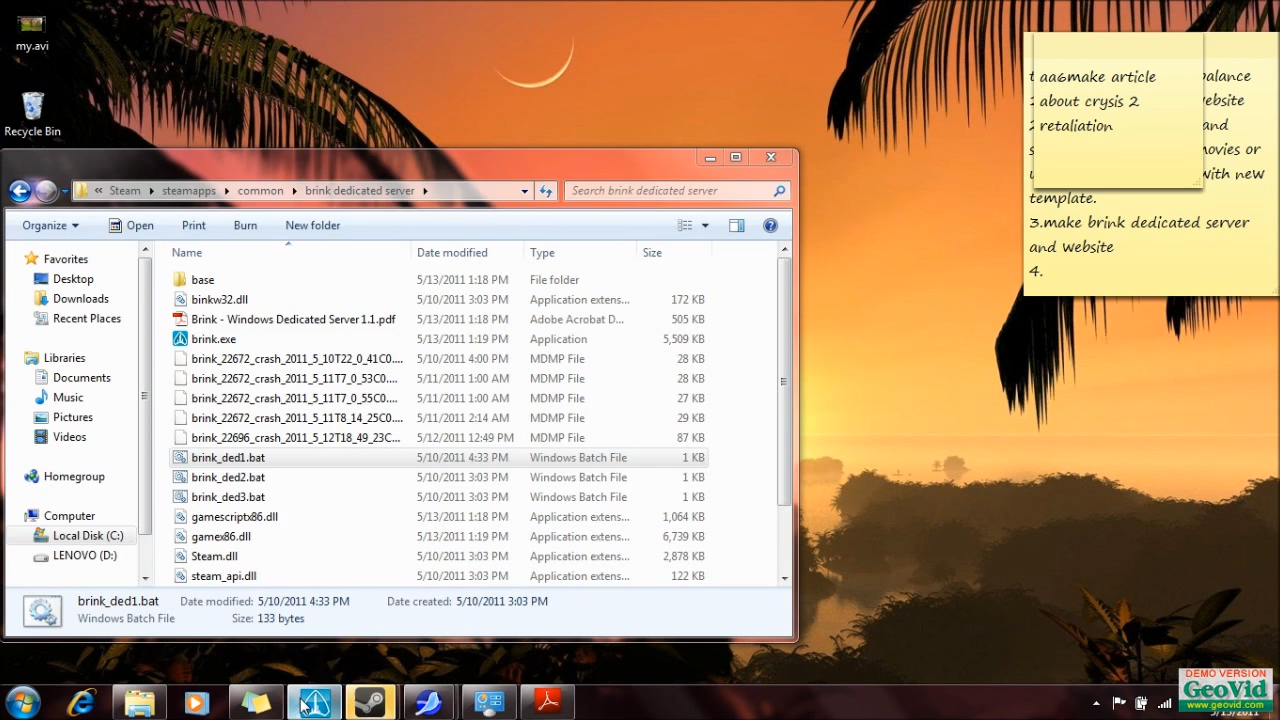 my.avi
Recycle Bin
aa6make article
about crysis 2
retaliation
balance
website
and
movies or
with new
template.
3.make brink dedicated server
and website
4.
« Steam steamapps common brink dedicated server
Search brink dedicated server
Organize Open Print Burn New folder
Name Date modified Type Size
Favorites
Desktop
Downloads
Recent Places
Libraries
Documents
Music
Pictures
Videos
Homegroup
Computer
Local Disk (C:)
LENOVO (D:)
base 5/13/2011 1:18 PM File folder
binkw32.dll 5/10/2011 3:03 PM Application extens... 172 KB
Brink - Windows Dedicated Server1.1.pdf 5/13/2011 1:18 PM Adobe Acrobat D... 505 KB
brink.exe 5/13/2011 1:19 PM Application 5,509 KB
brink_22672_crash_2011_5_10T22_0_41C0.... 5/10/2011 4:00 PM MDMP File 28 KB
brink_22672_crash_2011_5_11T7_0_53C0.... 5/11/2011 1:00 AM MDMP File 28 KB
brink_22672_crash_2011_5_11T7_0_55C0.... 5/11/2011 1:00 AM MDMP File 27 KB
brink_22672_crash_2011_5_11T8_14_25C0.... 5/11/2011 2:14 AM MDMP File 29 KB
brink_22696_crash_2011_5_12T18_49_23C... 5/12/2011 12:49 PM MDMP File 87 KB
brink_ded1.bat 5/10/2011 4:33 PM Windows Batch File 1 KB
brink_ded2.bat 5/10/2011 3:03 PM Windows Batch File 1 KB
brink_ded3.bat 5/10/2011 3:03 PM Windows Batch File 1 KB
gamescriptx86.dll 5/13/2011 1:18 PM Application extens... 1,064 KB
gamex86.dll 5/13/2011 1:19 PM Application extens... 6,739 KB
Steam.dll 5/10/2011 3:03 PM Application extens... 2,878 KB
steam_api.dll 5/10/2011 3:03 PM Application extens... 122 KB
brink_ded1.bat Date modified: 5/10/2011 4:33 PM Date created: 5/10/2011 3:03 PM
Windows Batch File Size: 133 bytes
DEMO VERSION
GeoVid
www.geovid.com